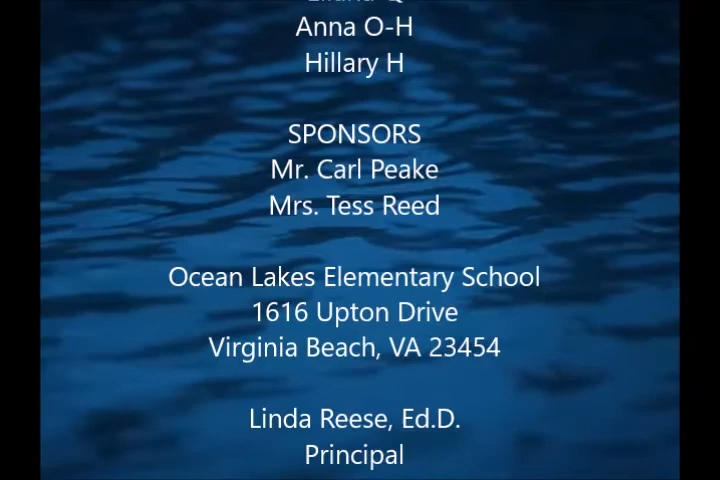 Anna O-H
Hillary H
SPONSORS
Mr. Carl Peake
Mrs. Tess Reed
Ocean Lakes Elementary School
1616 Upton Drive
Virginia Beach, VA 23454
Linda Reese, Ed.D.
Principal